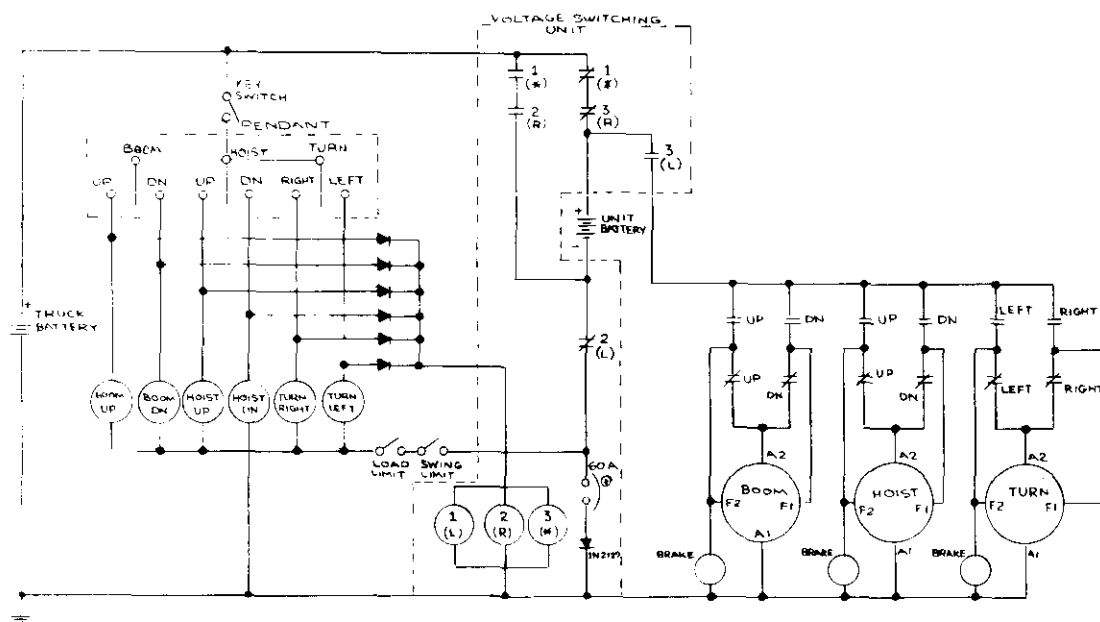 VOLTAGE SWITCHING
UNIT
1
(*)
2
(R)
1
(*)
3
(R)
3
(L)
KEY
SWITCH
PENDANT
BOOM
HOIST
TURN
UP
DN
UP
DN
RIGHT
LEFT
+
UNIT
BATTERY
-
+
TRUCK
BATTERY
2
(L)
BOOM
UP
BOOM
DN
HOIST
UP
HOIST
DN
TURN
RIGHT
TURN
LEFT
LOAD
LIMIT
SWING
LIMIT
60A
1
(L)
2
(R)
3
(*)
1N2129
UP
DN
UP
DN
LEFT
RIGHT
UP
DN
UP
DN
LEFT
RIGHT
A2
BOOM
F2
F1
A1
A2
HOIST
F2
F1
A1
A2
TURN
F2
F1
A1
BRAKE
BRAKE
BRAKE